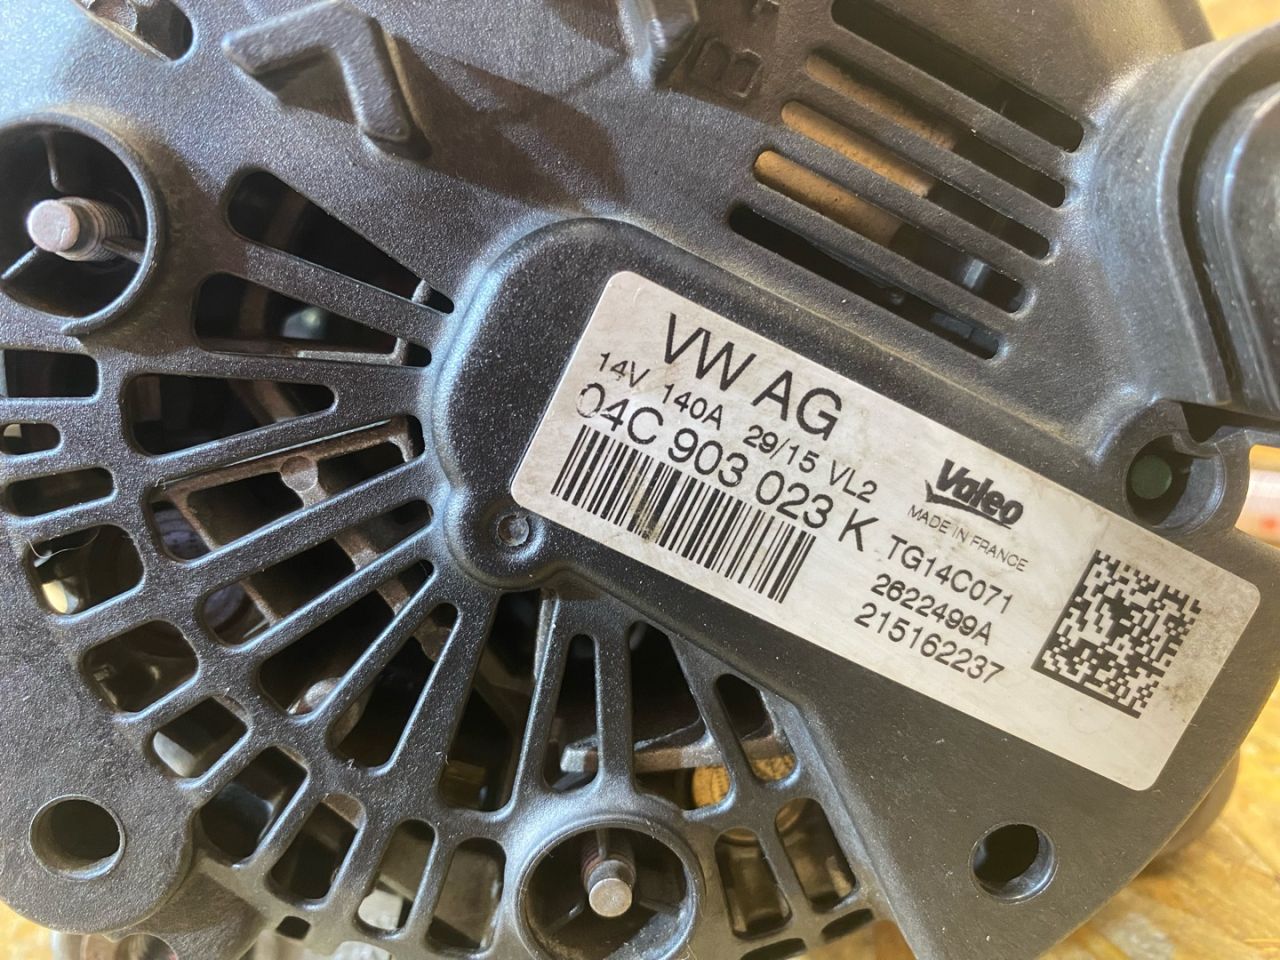 B
VW AG
14V 140A 29/15 VL2
04C 903 023 K
Valeo
MADE IN FRANCE
TG14C071
2622499A
215162237